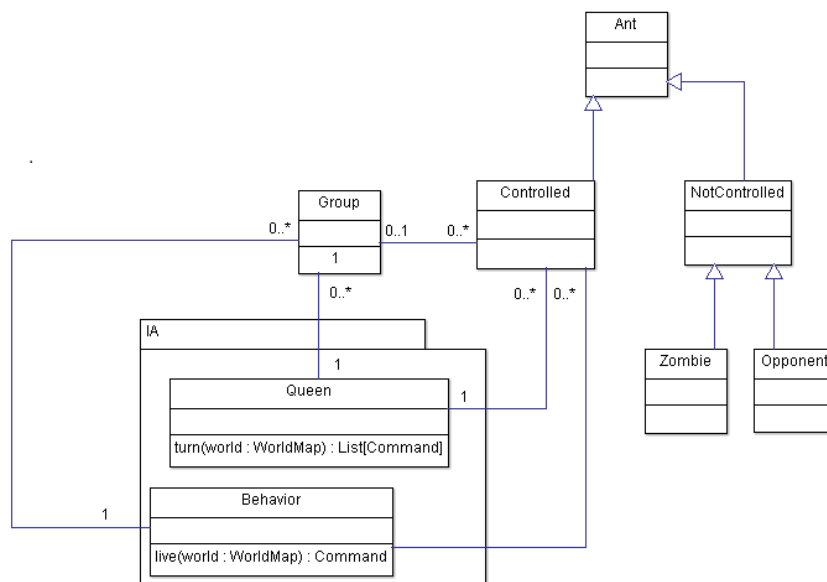 Ant
Controlled
NotControlled
Group
0..*
0..1
0..*
1
0..*
0..*
0..*
IA
Zombie
Opponent
1
Queen
1
turn(world : WorldMap) : List[Command]
Behavior
1
live(world : WorldMap) : Command